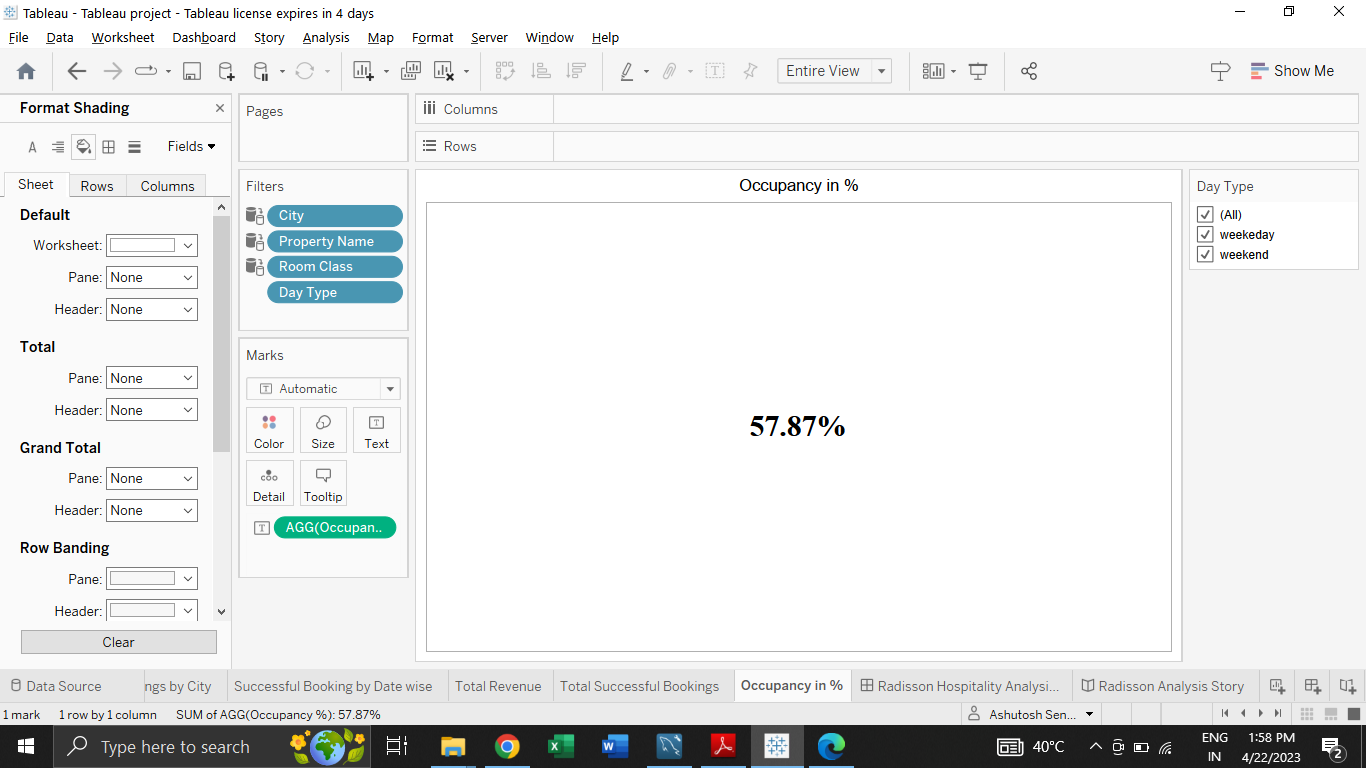 Tableau - Tableau project - Tableau license expires in 4 days
File Data Worksheet Dashboard Story Analysis Map Format Server Window Help
Entire View
Show Me
Format Shading
Fields
Sheet Rows Columns
Default
Worksheet:
Pane: None
Header: None
Total
Pane: None
Header: None
Grand Total
Pane: None
Header: None
Row Banding
Pane:
Header:
Clear
Pages
Filters
City
Property Name
Room Class
Day Type
Marks
Automatic
Color Size Text
Detail Tooltip
AGG(Occupan..
Columns
Rows
Occupancy in %
57.87%
Day Type
(All)
weekeday
weekend
Data Source ngs by City Successful Booking by Date wise Total Revenue Total Successful Bookings Occupancy in % Radisson Hospitality Analysi... Radisson Analysis Story
1 mark 1 row by 1 column SUM of AGG(Occupancy %): 57.87% Ashutosh Sen...
Type here to search
40°C
ENG
IN
1:58 PM
4/22/2023
2